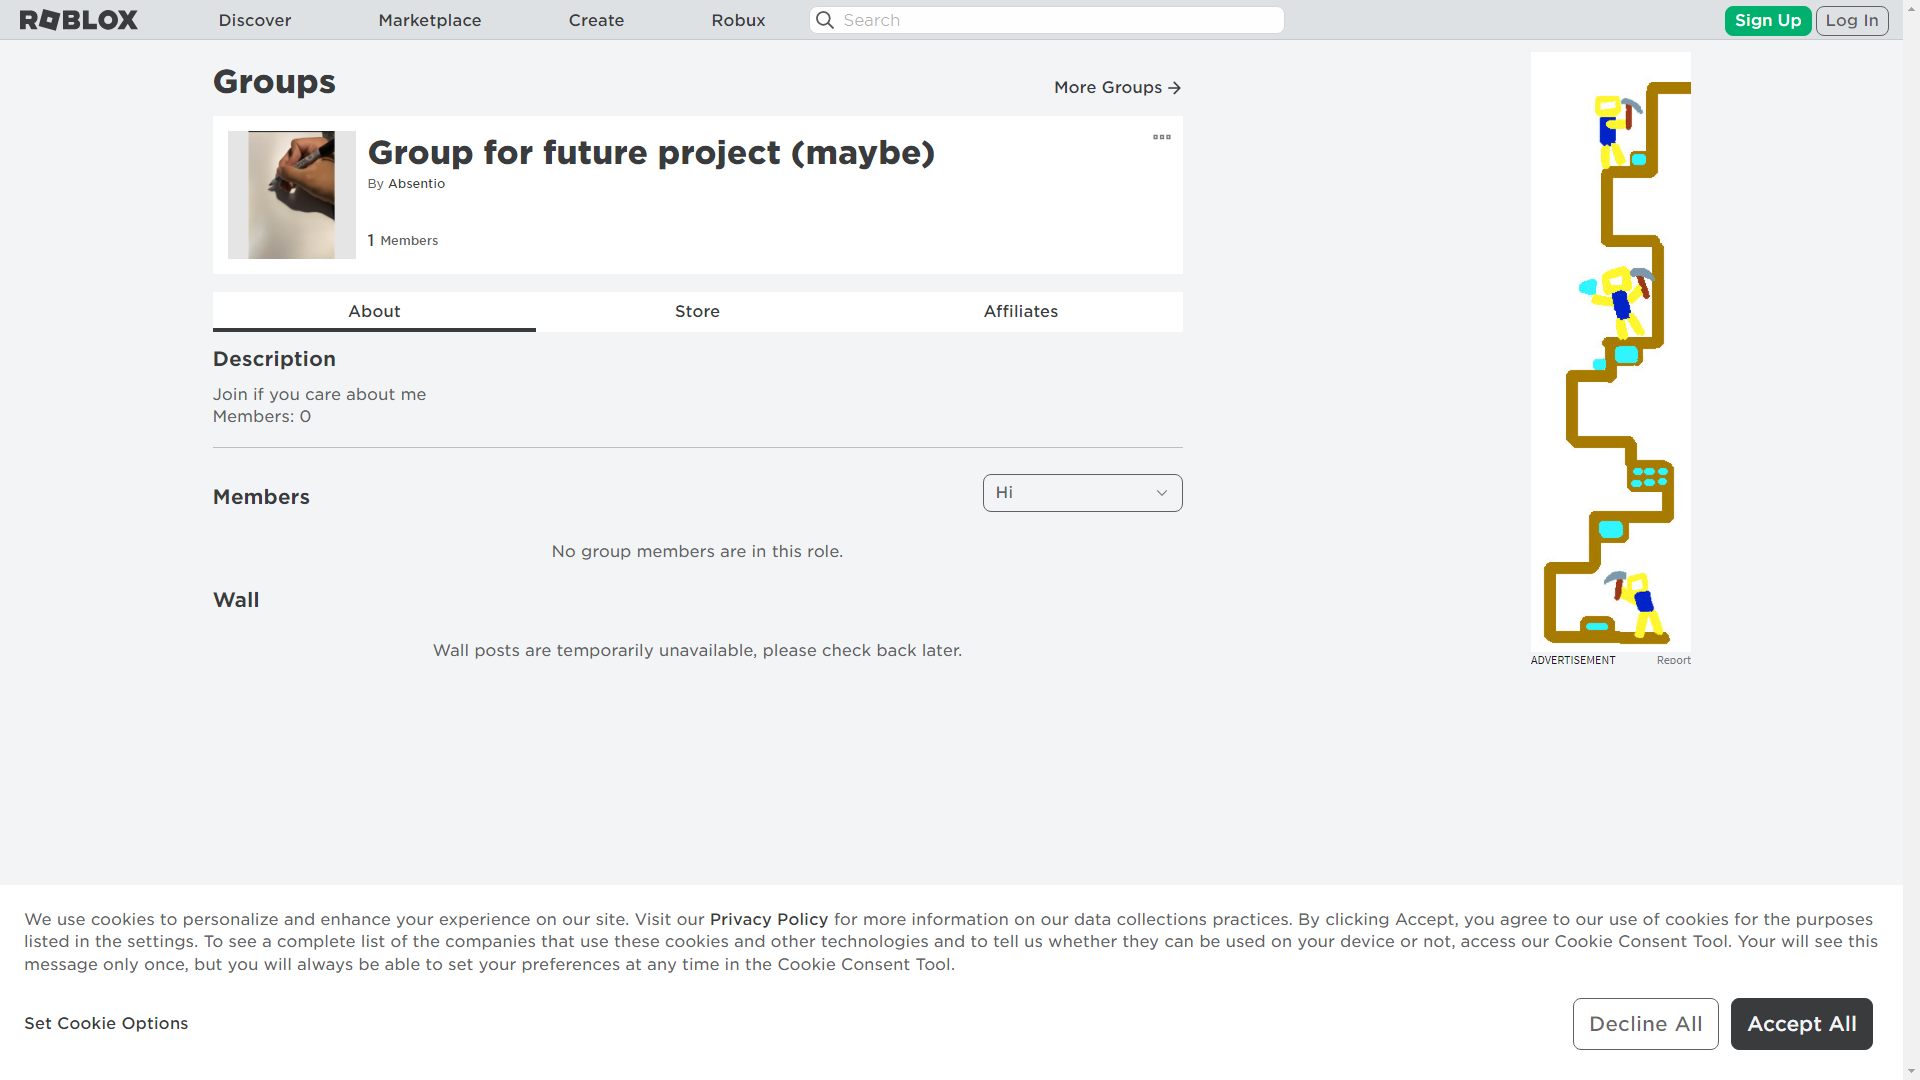 ROBLOX
Discover
Marketplace
Create
Robux
Search
Sign Up
Log In
Groups
More Groups
Group for future project (maybe)
By Absentio
1 Members
About
Store
Affiliates
Description
Join if you care about me
Members: 0
Members
Hi
No group members are in this role.
Wall
Wall posts are temporarily unavailable, please check back later.
ADVERTISEMENT
Report
We use cookies to personalize and enhance your experience on our site. Visit our Privacy Policy for more information on our data collections practices. By clicking Accept, you agree to our use of cookies for the purposes
listed in the settings. To see a complete list of the companies that use these cookies and other technologies and to tell us whether they can be used on your device or not, access our Cookie Consent Tool. Your will see this
message only once, but you will always be able to set your preferences at any time in the Cookie Consent Tool.
Set Cookie Options
Decline All
Accept All